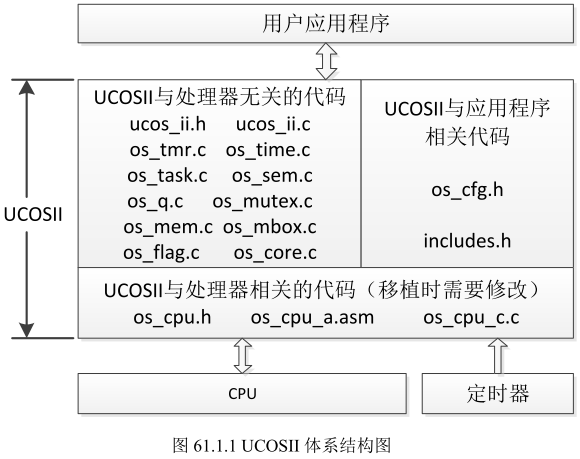 用户应用程序
UCOSII与处理器无关的代码
ucos_ii.h ucos_ii.c
os_tmr.c os_time.c
os_task.c os_sem.c
os_q.c os_mutex.c
os_mem.c os_mbox.c
os_flag.c os_core.c
UCOSII与应用程序
相关代码
os_cfg.h
includes.h
UCOSII
UCOSII与处理器相关的代码（移植时需要修改）
os_cpu.h os_cpu_a.asm os_cpu_c.c
CPU
定时器
图 61.1.1 UCOSII 体系结构图